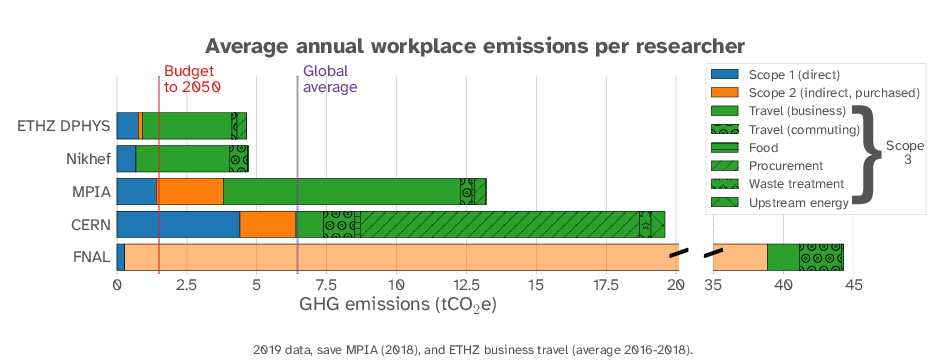 Average annual workplace emissions per researcher
Budget
to 2050
Global
average
Scope 1 (direct)
Scope 2 (indirect, purchased)
Travel (business)
Travel (commuting)
Food
Procurement
Waste treatment
Upstream energy
Scope
3
ETHZ DPHYS
Nikhef
MPIA
CERN
FNAL
0 2.5 5 7.5 10 12.5 15 17.5 20 35 40 45
GHG emissions (tCO₂e)
2019 data, save MPIA (2018), and ETHZ business travel (average 2016-2018).